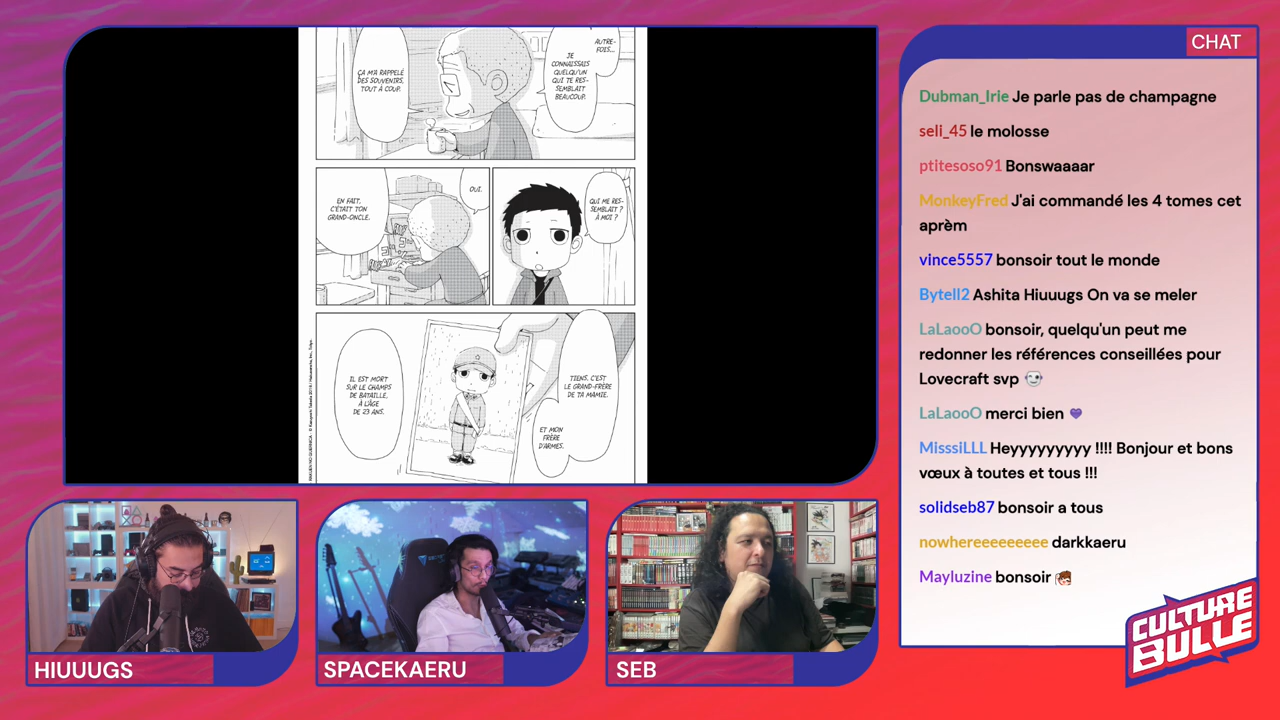 AUTRE-
FOIS...
JE
CONNAISSAIS
QUELQU'UN
QUI TE RES-
SEMBLAIT
BEAUCOUP.
ÇA M'A RAPPELÉ
DES SOUVENIRS,
TOUT À COUP.
EN FAIT,
C'ÉTAIT TON
GRAND-ONCLE.
OUI.
QUI ME RES-
SEMBLAIT ?
À MOI ?
IL EST MORT
SUR LE CHAMPS
DE BATAILLE,
À L'ÂGE
DE 23 ANS.
TIENS. C'EST
LE GRAND-FRÈRE
DE TA MAMIE.
ET MON
FRÈRE
D'ARMES.
HIUUUGS
SPACEKAERU
SEB
CHAT
Dubman_Irie Je parle pas de champagne
seli_45 le molosse
ptitesoso91 Bonswaaaar
MonkeyFred J'ai commandé les 4 tomes cet
aprèm
vince5557 bonsoir tout le monde
Bytell2 Ashita Hiuuugs On va se meler
LaLaooO bonsoir, quelqu'un peut me
redonner les références conseillées pour
Lovecraft svp
LaLaooO merci bien
MisssiLLL Heyyyyyyyyy !!!! Bonjour et bons
vœux à toutes et tous !!!
solidseb87 bonsoir a tous
nowhereeeeeeeee darkkaeru
Mayluzine bonsoir
CULTURE
BULLE